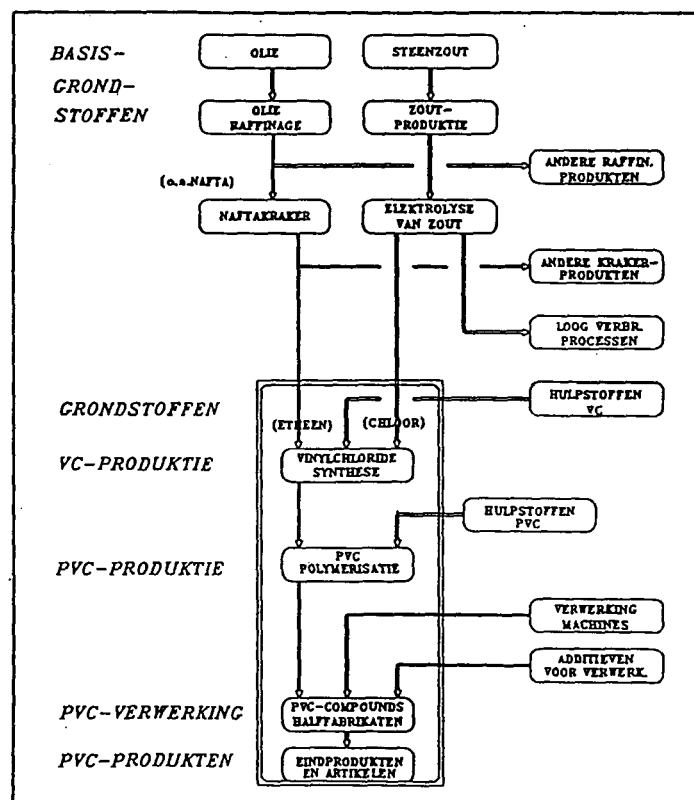 BASIS-
GROND-
STOFFEN
OLIE
STEENZOUT
OLIE
RAFFINAGE
ZOUT-
PRODUKTIE
ANDERE RAFFIN.
PRODUKTEN
(o.a.NAFTA)
NAFTAKRAKER
ELEKTROLYSE
VAN ZOUT
ANDERE KRAKER-
PRODUKTEN
LOOG VERBR.
PROCESSEN
GRONDSTOFFEN
HULPSTOFFEN
VC
(ETHEEN)
(CHLOOR)
VC-PRODUKTIE
VINYLCHLORIDE
SYNTHESE
HULPSTOFFEN
PVC
PVC-PRODUKTIE
PVC
POLYMERISATIE
VERWERKING
MACHINES
ADDITIEVEN
VOOR VERWERK.
PVC-VERWERKING
PVC-COMPOUNDS
HALFFABRIKATEN
PVC-PRODUKTEN
EINDPRODUKTEN
EN ARTIKELEN